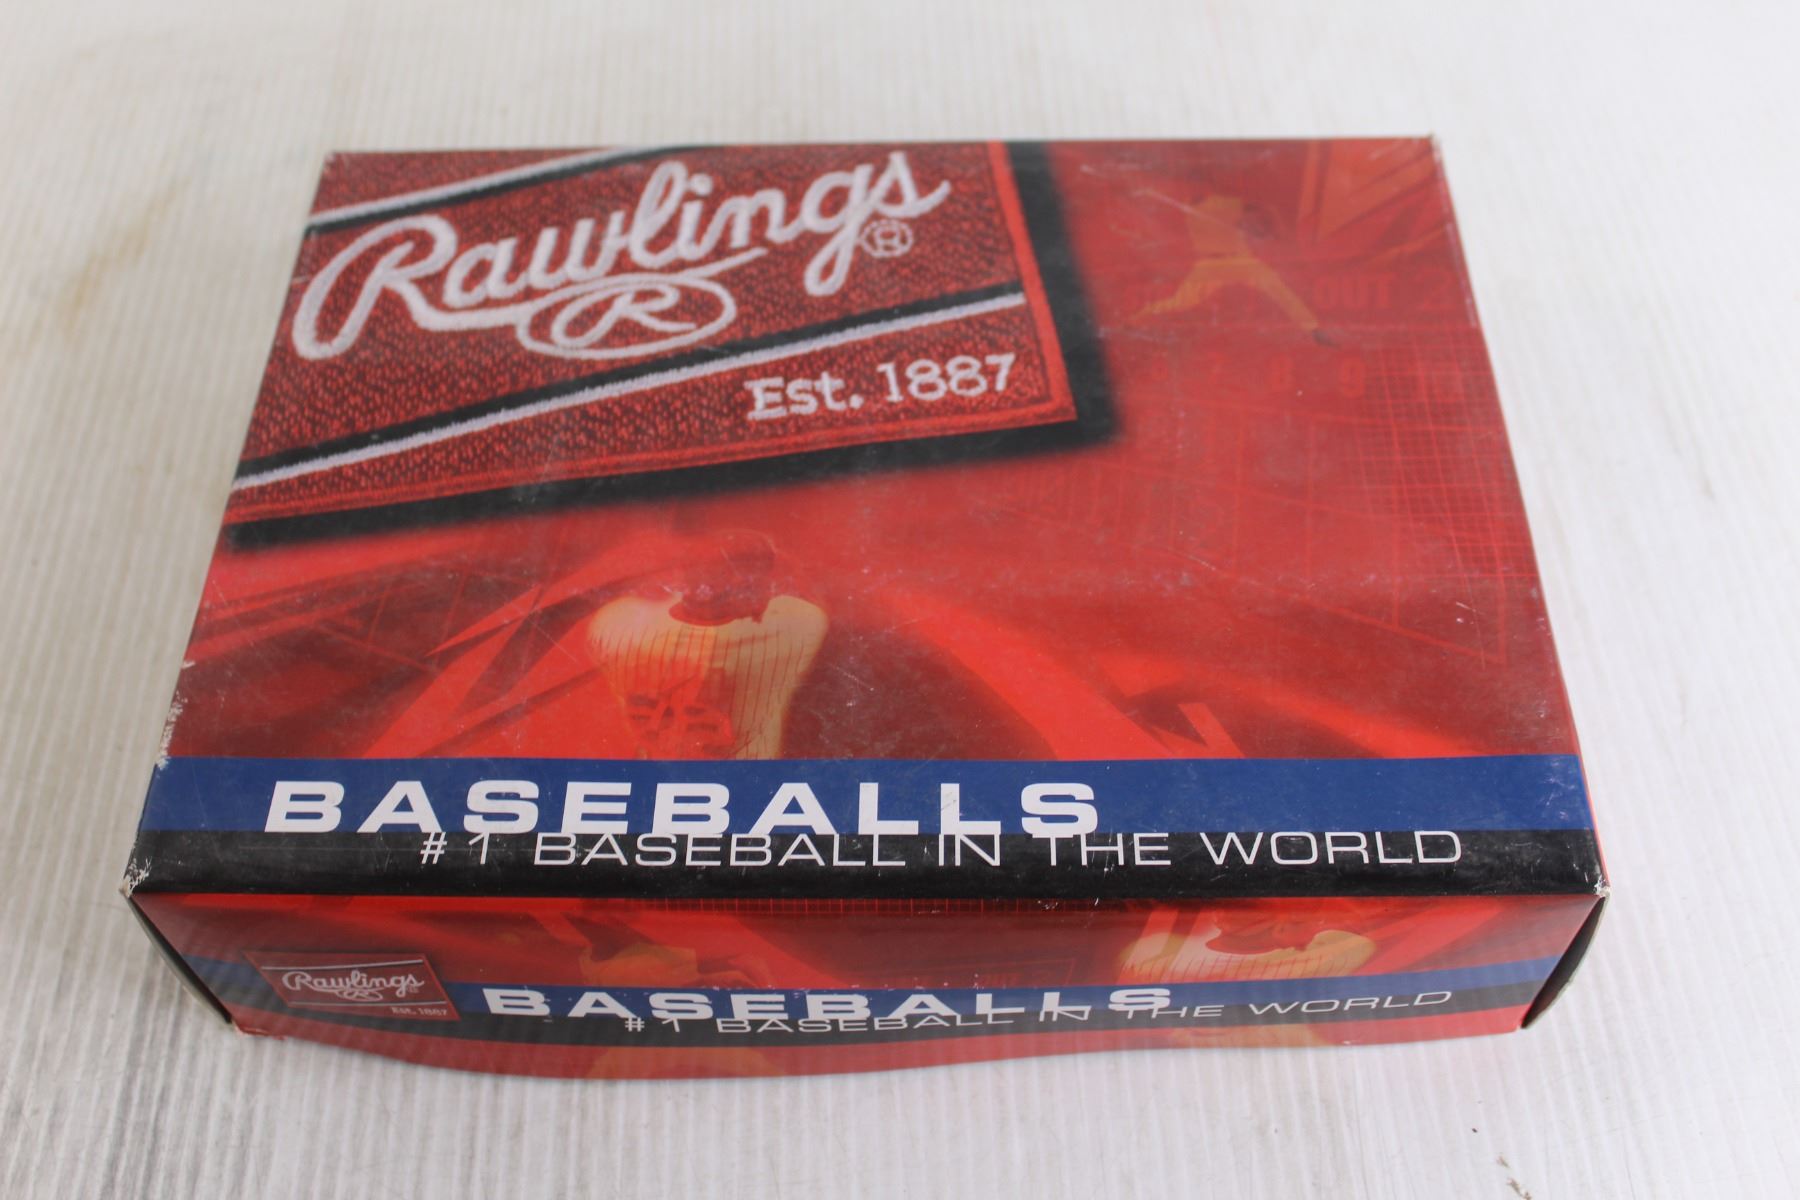 Rawlings®
R
Est. 1887
OUT
BASEBALLS
#1 BASEBALL IN THE WORLD
Rawlings
R
Est. 1887
BASEBALLS
#1 BASEBALL IN THE WORLD